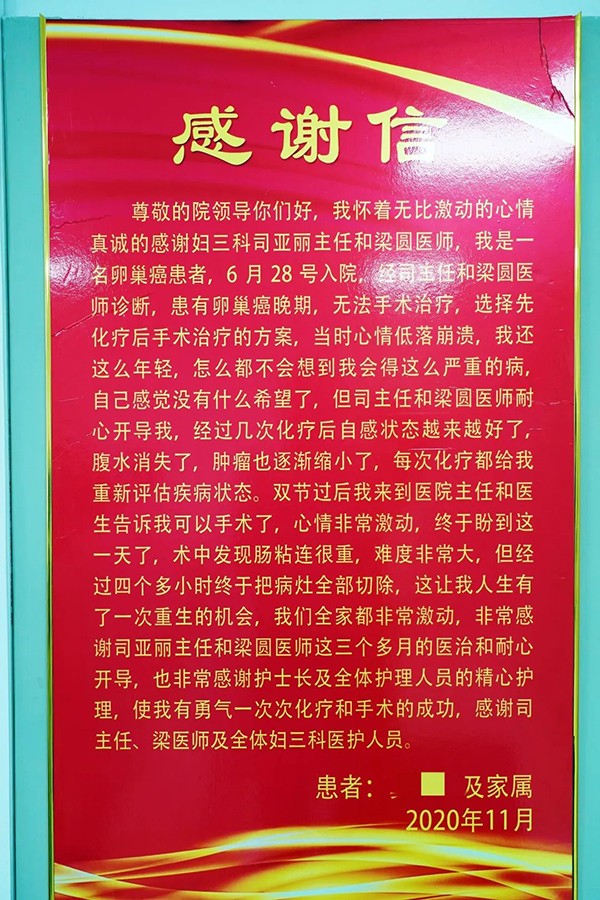 感谢信
尊敬的院领导你们好，我怀着无比激动的心情
真诚的感谢妇三科司亚丽主任和梁圆医师，我是一
名卵巢癌患者，6月28号入院，经司主任和梁圆医
师诊断，患有卵巢癌晚期，无法手术治疗，选择先
化疗后手术治疗的方案，当时心情低落崩溃，我还
这么年轻，怎么都不会想到我会得这么严重的病，
自己感觉没有什么希望了，但司主任和梁圆医师耐
心开导我，经过几次化疗后自感状态越来越好了，
腹水消失了，肿瘤也逐渐缩小了，每次化疗都给我
重新评估疾病状态。双节过后我来到医院主任和医
生告诉我可以手术了，心情非常激动，终于盼到这
一天了，术中发现肠粘连很重，难度非常大，但经
过四个多小时终于把病灶全部切除，这让我人生有
了一次重生的机会，我们全家都非常激动，非常感
谢司亚丽主任和梁圆医师这三个多月的医治和耐心
开导，也非常感谢护士长及全体护理人员的精心护
理，使我有勇气一次次化疗和手术的成功，感谢司
主任、梁医师及全体妇三科医护人员。
患者： 及家属
2020年11月